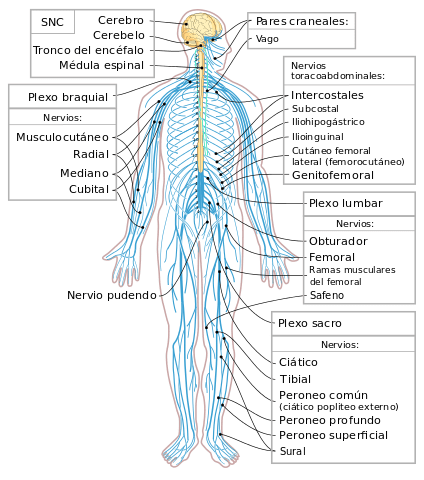 SNC
Cerebro
Cerebelo
Tronco del encéfalo
Médula espinal
Plexo braquial
Nervios:
Musculocutáneo
Radial
Mediano
Cubital
Nervio pudendo
Pares craneales:
Vago
Nervios
toracoabdominales:
Intercostales
Subcostal
Iliohipogástrico
Ilioinguinal
Cutáneo femoral
lateral (femorocutáneo)
Genitofemoral
Plexo lumbar
Nervios:
Obturador
Femoral
Ramas musculares
del femoral
Safeno
Plexo sacro
Nervios:
Ciático
Tibial
Peroneo común
(ciático popliteo externo)
Peroneo profundo
Peroneo superficial
Sural